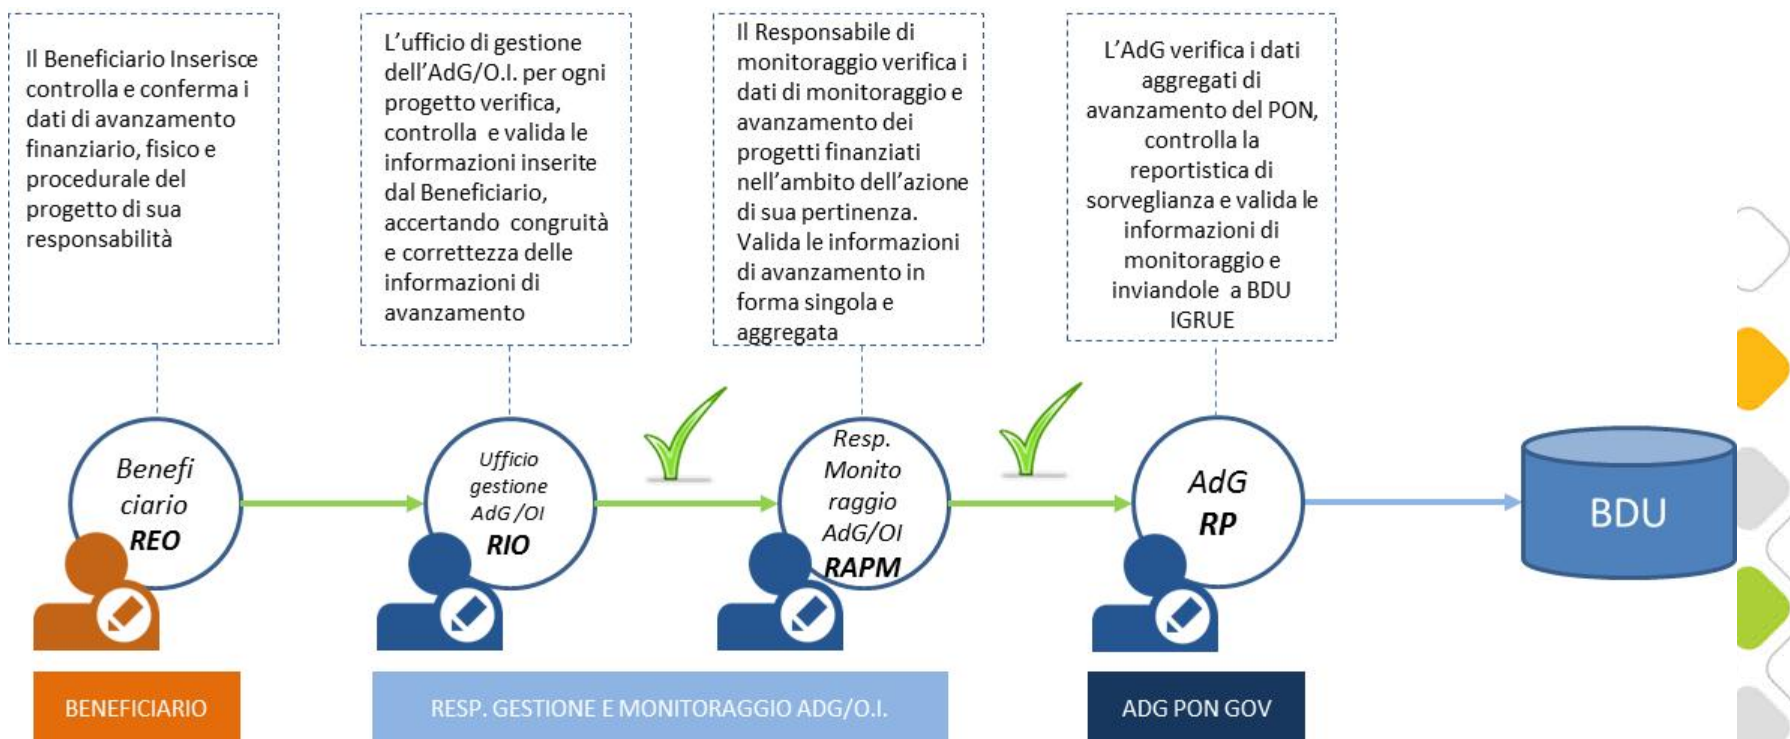 Il Beneficiario Inserisce
controlla e conferma i
dati di avanzamento
finanziario, fisico e
procedurale del
progetto di sua
responsabilità
L'ufficio di gestione
dell'AdG/O.I. per ogni
progetto verifica,
controlla e valida le
informazioni inserite
dal Beneficiario,
accertando congruità
e correttezza delle
informazioni di
avanzamento
Il Responsabile di
monitoraggio verifica i
dati di monitoraggio e
avanzamento dei
progetti finanziati
nell'ambito dell'azione
di sua pertinenza.
Valida le informazioni
di avanzamento in
forma singola e
aggregata
L'AdG verifica i dati
aggregati di
avanzamento del PON,
controlla la
reportistica di
sorveglianza e valida le
informazioni di
monitoraggio e
inviandole a BDU
IGRUE
Benefi
ciario
REO
Ufficio
gestione
AdG /OI
RIO
Resp.
Monito
raggio
AdG/OI
RAPM
AdG
RP
BDU
BENEFICIARIO
RESP. GESTIONE E MONITORAGGIO ADG/O.I.
ADG PON GOV